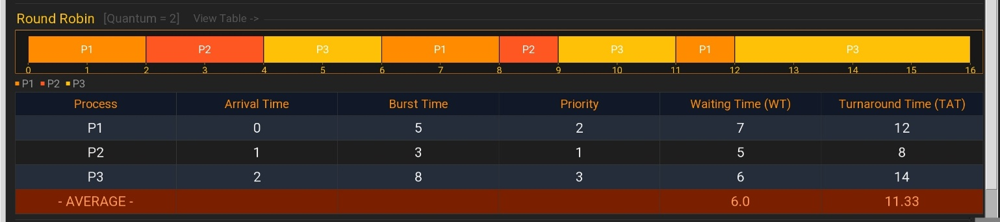 Round Robin [Quantum = 2] View Table ->
P1 P2 P3 P1 P2 P3 P1 P3
0 1 2 3 4 5 6 7 8 9 10 11 12 13 14 15 16
P1 P2 P3
Process Arrival Time Burst Time Priority Waiting Time (WT) Turnaround Time (TAT)
P1 0 5 2 7 12
P2 1 3 1 5 8
P3 2 8 3 6 14
- AVERAGE - 6.0 11.33